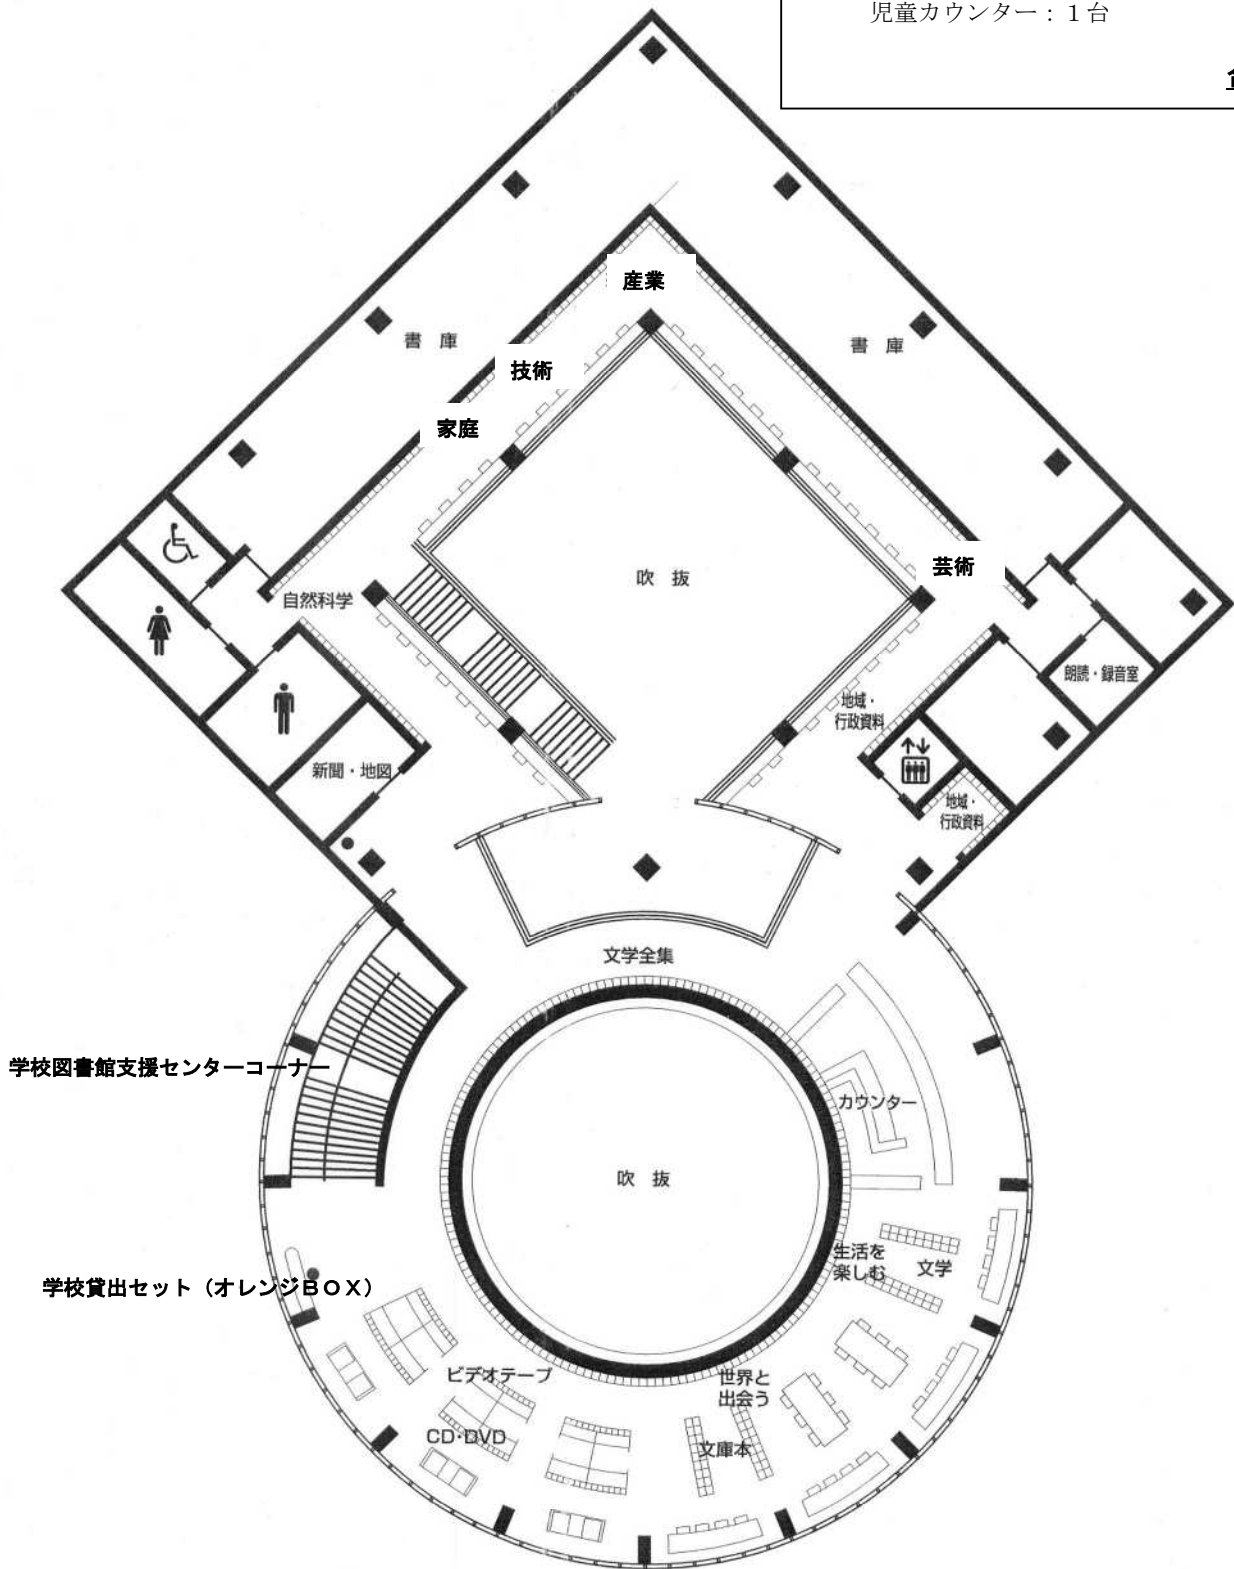 児童カウンター：１台
産業
書　庫
書　庫
技術
家庭
芸術
吹　抜
自然科学
朗読・録音室
地域・
行政資料
新聞・地図
地域・
行政資料
文学全集
学校図書館支援センターコーナー
カウンター
吹　抜
生活を
楽しむ
文学
学校貸出セット（オレンジＢＯＸ）
ビデオテープ
世界と
出会う
CD・DVD
文庫本